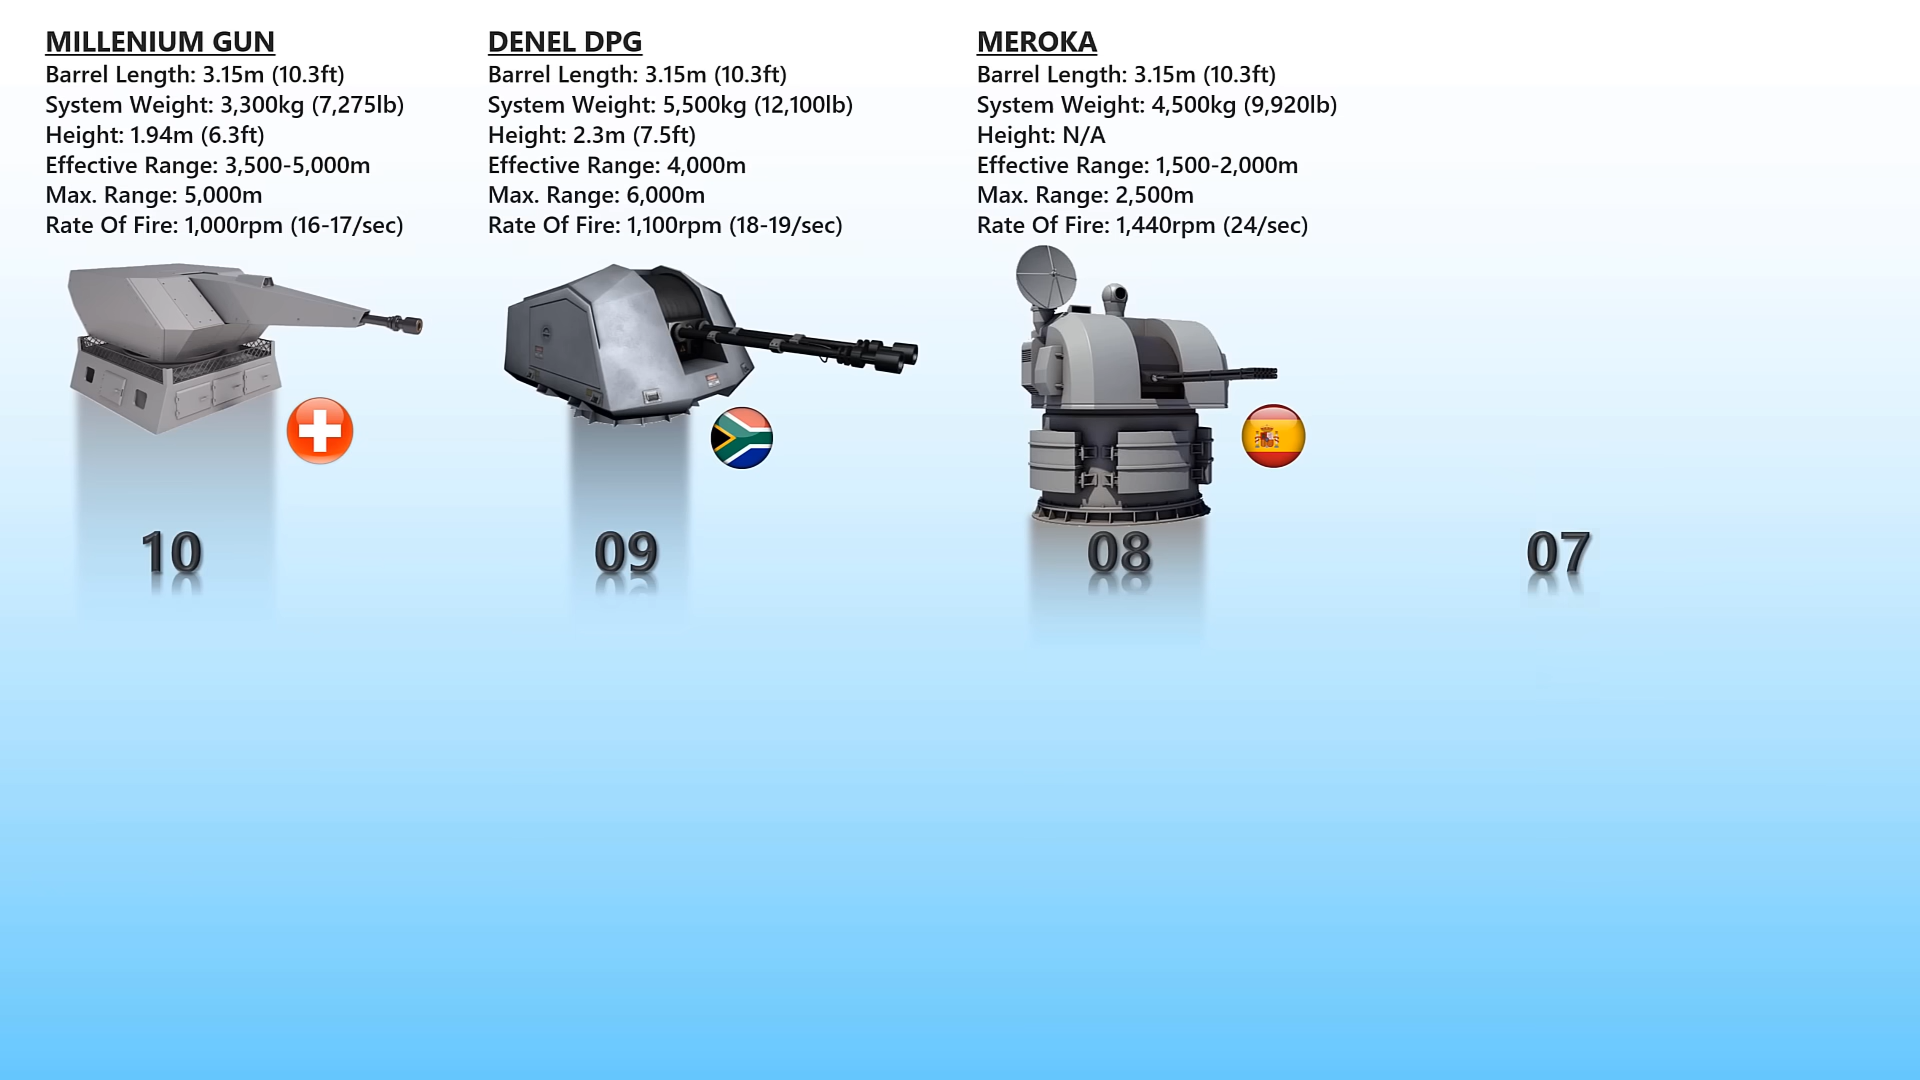 MILLENIUM GUN
Barrel Length: 3.15m (10.3ft)
System Weight: 3,300kg (7,275lb)
Height: 1.94m (6.3ft)
Effective Range: 3,500-5,000m
Max. Range: 5,000m
Rate Of Fire: 1,000rpm (16-17/sec)
10
DENEL DPG
Barrel Length: 3.15m (10.3ft)
System Weight: 5,500kg (12,100lb)
Height: 2.3m (7.5ft)
Effective Range: 4,000m
Max. Range: 6,000m
Rate Of Fire: 1,100rpm (18-19/sec)
09
MEROKA
Barrel Length: 3.15m (10.3ft)
System Weight: 4,500kg (9,920lb)
Height: N/A
Effective Range: 1,500-2,000m
Max. Range: 2,500m
Rate Of Fire: 1,440rpm (24/sec)
08
07